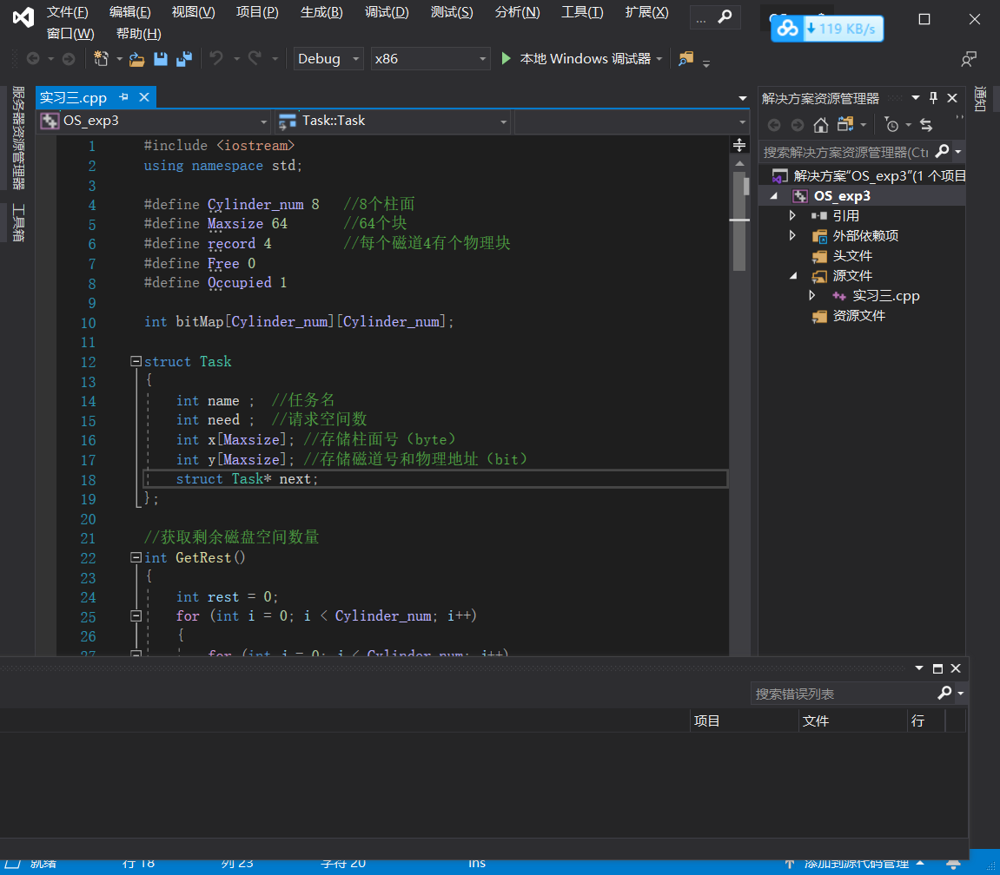 文件(F) 编辑(E) 视图(V) 项目(P) 生成(B) 调试(D) 测试(S) 分析(N) 工具(T) 扩展(X) ...
窗口(W) 帮助(H)
119 KB/s
Debug x86 本地 Windows 调试器
服务器资源管理器
工具箱
实习三.cpp
OS_exp3 Task::Task
1 #include <iostream>
2 using namespace std;
3
4 #define Cylinder_num 8 //8个柱面
5 #define Maxsize 64 //64个块
6 #define record 4 //每个磁道4有个物理块
7 #define Free 0
8 #define Occupied 1
9
10 int bitMap[Cylinder_num][Cylinder_num];
11
12 struct Task
13 {
14 int name ; //任务名
15 int need ; //请求空间数
16 int x[Maxsize]; //存储柱面号（byte）
17 int y[Maxsize]; //存储磁道号和物理地址（bit）
18 struct Task* next;
19 };
20
21 //获取剩余磁盘空间数量
22 int GetRest()
23 {
24 int rest = 0;
25 for (int i = 0; i < Cylinder_num; i++)
26 {
27 for (int j = 0; j < Cylinder_num; j++)
解决方案资源管理器
搜索解决方案资源管理器(Ctr
解决方案"OS_exp3"(1 个项目
OS_exp3
引用
外部依赖项
头文件
源文件
实习三.cpp
资源文件
通知
搜索错误列表
项目 文件 行
就绪 行 18 列 23 字符 20 Ins 添加到源代码管理